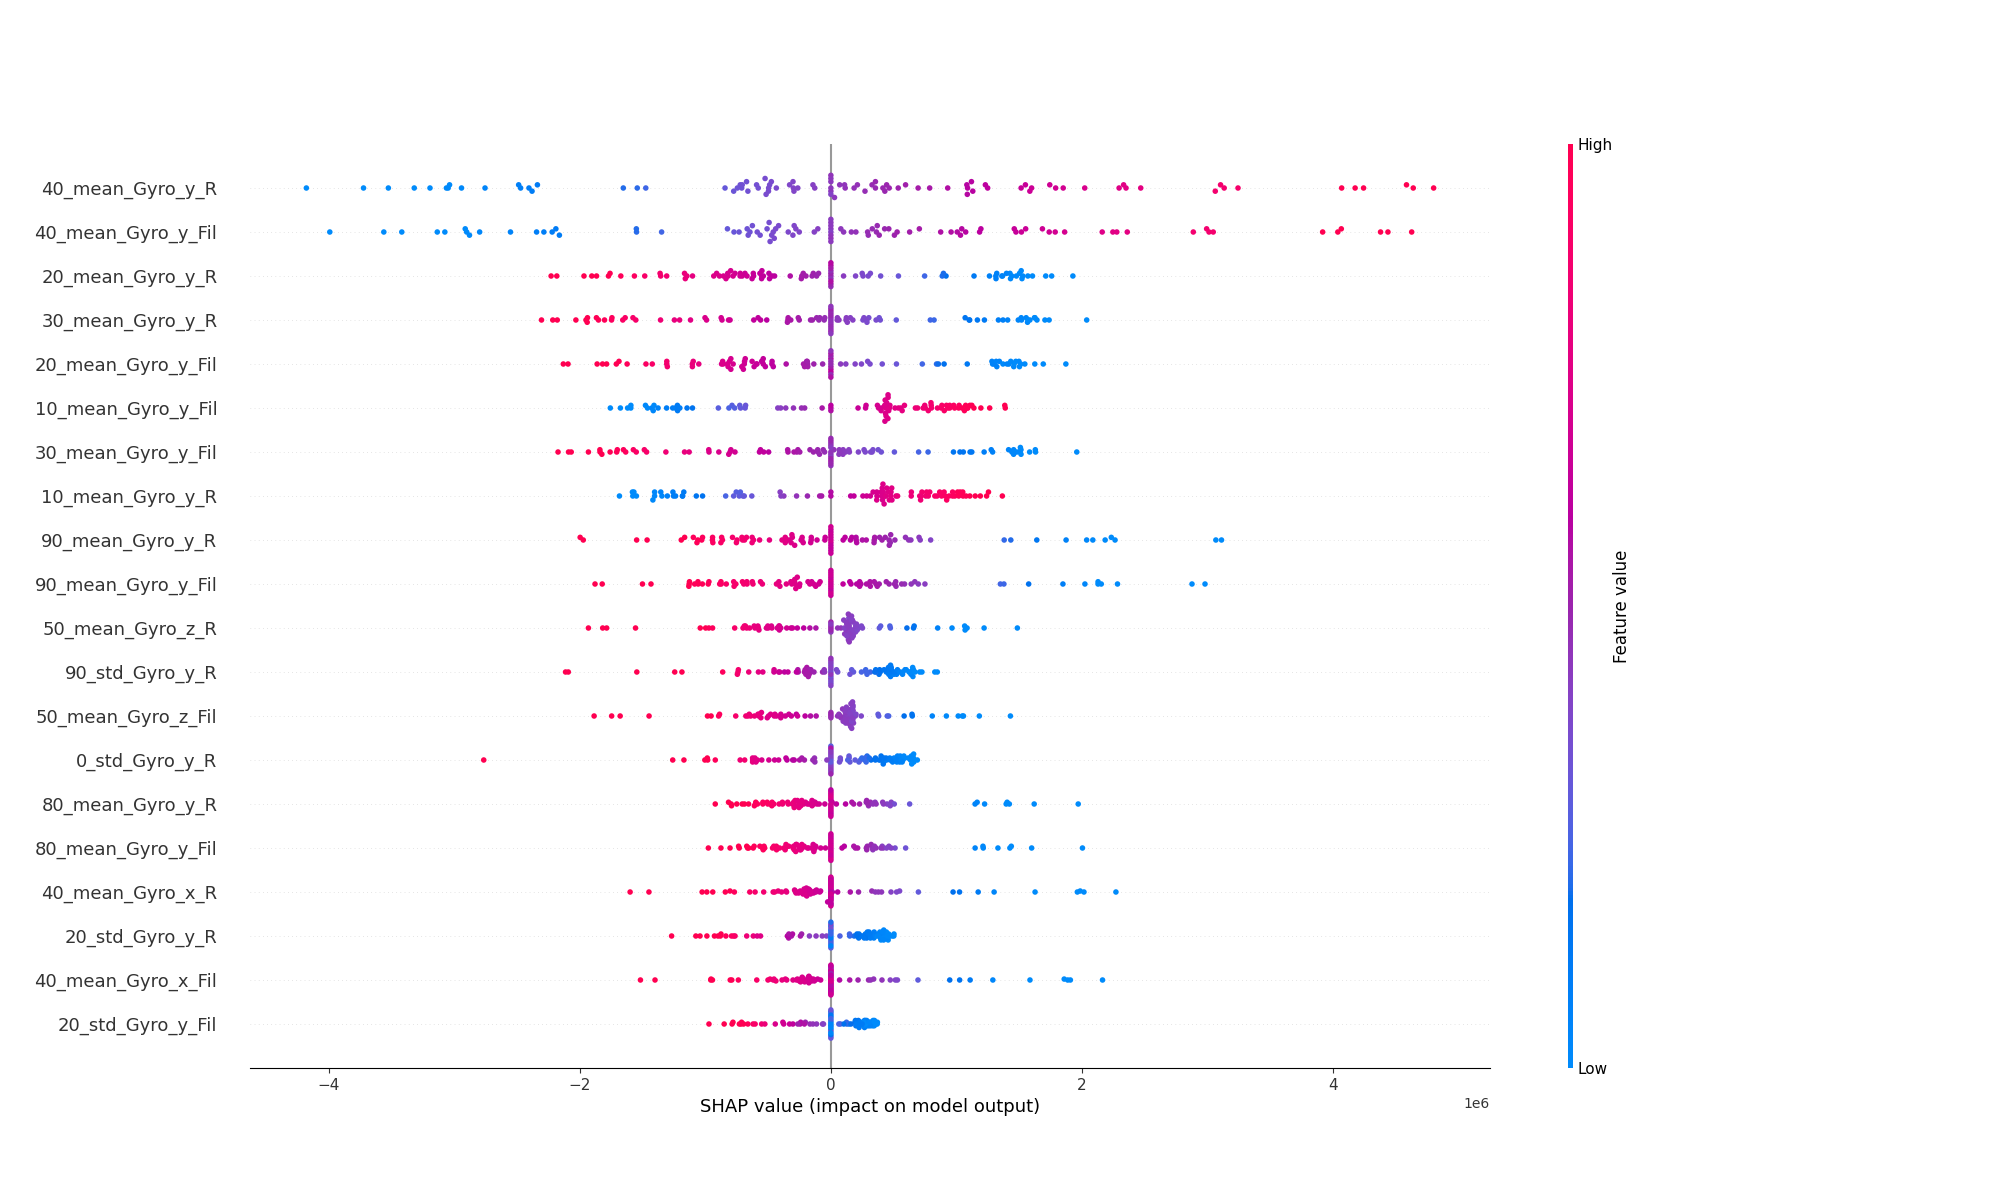 High
40_mean_Gyro_y_R
40_mean_Gyro_y_Fil
20_mean_Gyro_y_R
30_mean_Gyro_y_R
20_mean_Gyro_y_Fil
10_mean_Gyro_y_Fil
30_mean_Gyro_y_Fil
10_mean_Gyro_y_R
90_mean_Gyro_y_R
90_mean_Gyro_y_Fil
50_mean_Gyro_z_R
90_std_Gyro_y_R
50_mean_Gyro_z_Fil
0_std_Gyro_y_R
80_mean_Gyro_y_R
80_mean_Gyro_y_Fil
40_mean_Gyro_x_R
20_std_Gyro_y_R
40_mean_Gyro_x_Fil
20_std_Gyro_y_Fil
Feature value
Low
−4 −2 0 2 4
1e6
SHAP value (impact on model output)